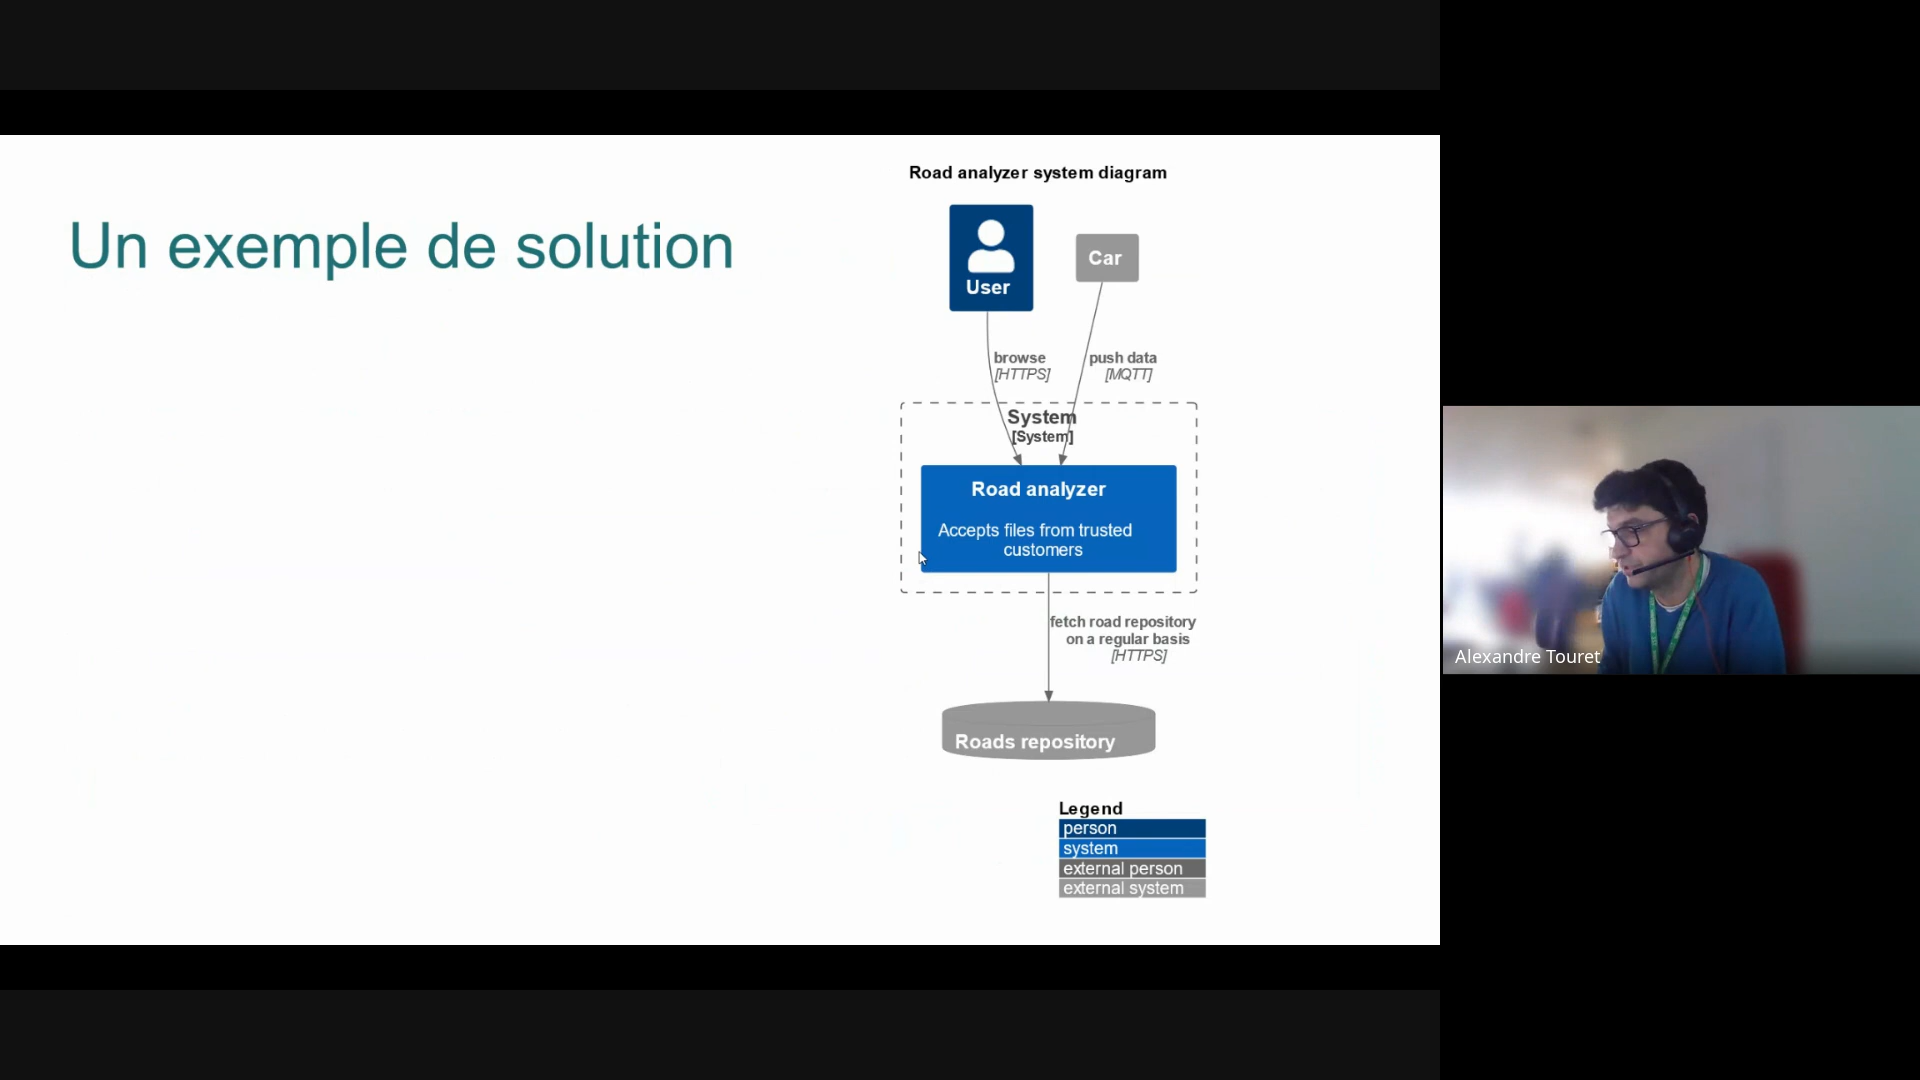 Un exemple de solution
Road analyzer system diagram
User
Car
browse
[HTTPS]
push data
[MQTT]
System
[System]
Road analyzer
Accepts files from trusted
customers
fetch road repository
on a regular basis
[HTTPS]
Roads repository
Legend
person
system
external person
external system
Alexandre Touret